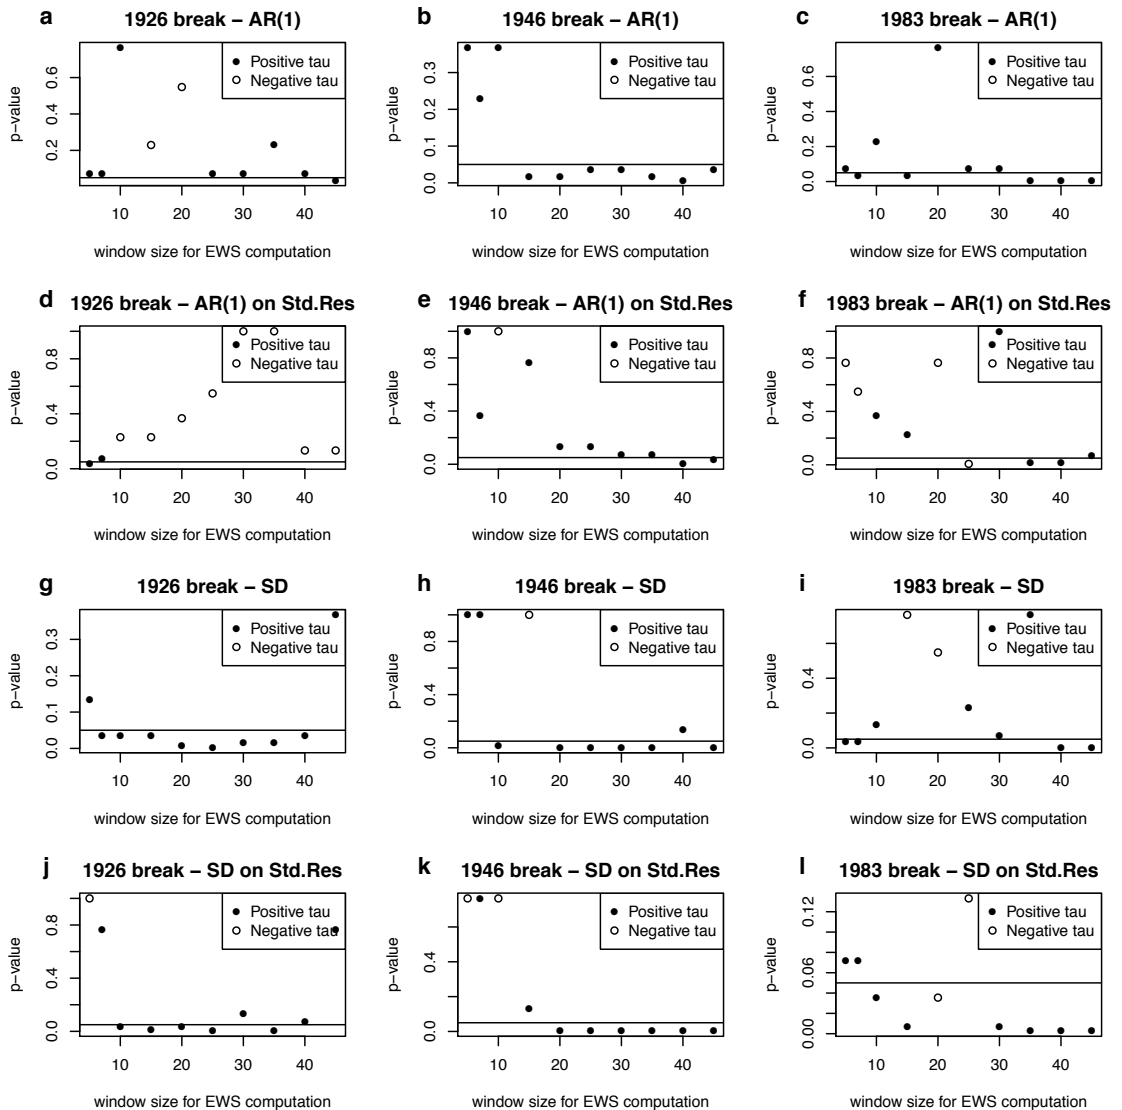 a 1926 break – AR(1)
p−value
0.2 0.4 0.6
Positive tau
Negative tau
10 20 30 40
window size for EWS computation
b 1946 break – AR(1)
p−value
0.0 0.1 0.2 0.3
Positive tau
Negative tau
10 20 30 40
window size for EWS computation
c 1983 break – AR(1)
p−value
0.0 0.2 0.4 0.6
Positive tau
Negative tau
10 20 30 40
window size for EWS computation
d 1926 break – AR(1) on Std.Res
p−value
0.0 0.4 0.8
Positive tau
Negative tau
10 20 30 40
window size for EWS computation
e 1946 break – AR(1) on Std.Res
p−value
0.0 0.4 0.8
Positive tau
Negative tau
10 20 30 40
window size for EWS computation
f 1983 break – AR(1) on Std.Res
p−value
0.0 0.4 0.8
Positive tau
Negative tau
10 20 30 40
window size for EWS computation
g 1926 break – SD
p−value
0.0 0.1 0.2 0.3
Positive tau
Negative tau
10 20 30 40
window size for EWS computation
h 1946 break – SD
p−value
0.0 0.4 0.8
Positive tau
Negative tau
10 20 30 40
window size for EWS computation
i 1983 break – SD
p−value
0.0 0.4
Positive tau
Negative tau
10 20 30 40
window size for EWS computation
j 1926 break – SD on Std.Res
p−value
0.0 0.4 0.8
Positive tau
Negative tau
10 20 30 40
window size for EWS computation
k 1946 break – SD on Std.Res
p−value
0.0 0.4
Positive tau
Negative tau
10 20 30 40
window size for EWS computation
l 1983 break – SD on Std.Res
p−value
0.00 0.06 0.12
Positive tau
Negative tau
10 20 30 40
window size for EWS computation